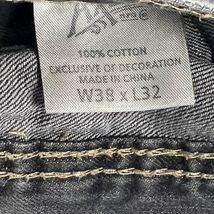 100% COTTON
EXCLUSIVE OF DECORATION
MADE IN CHINA
W38 x L32